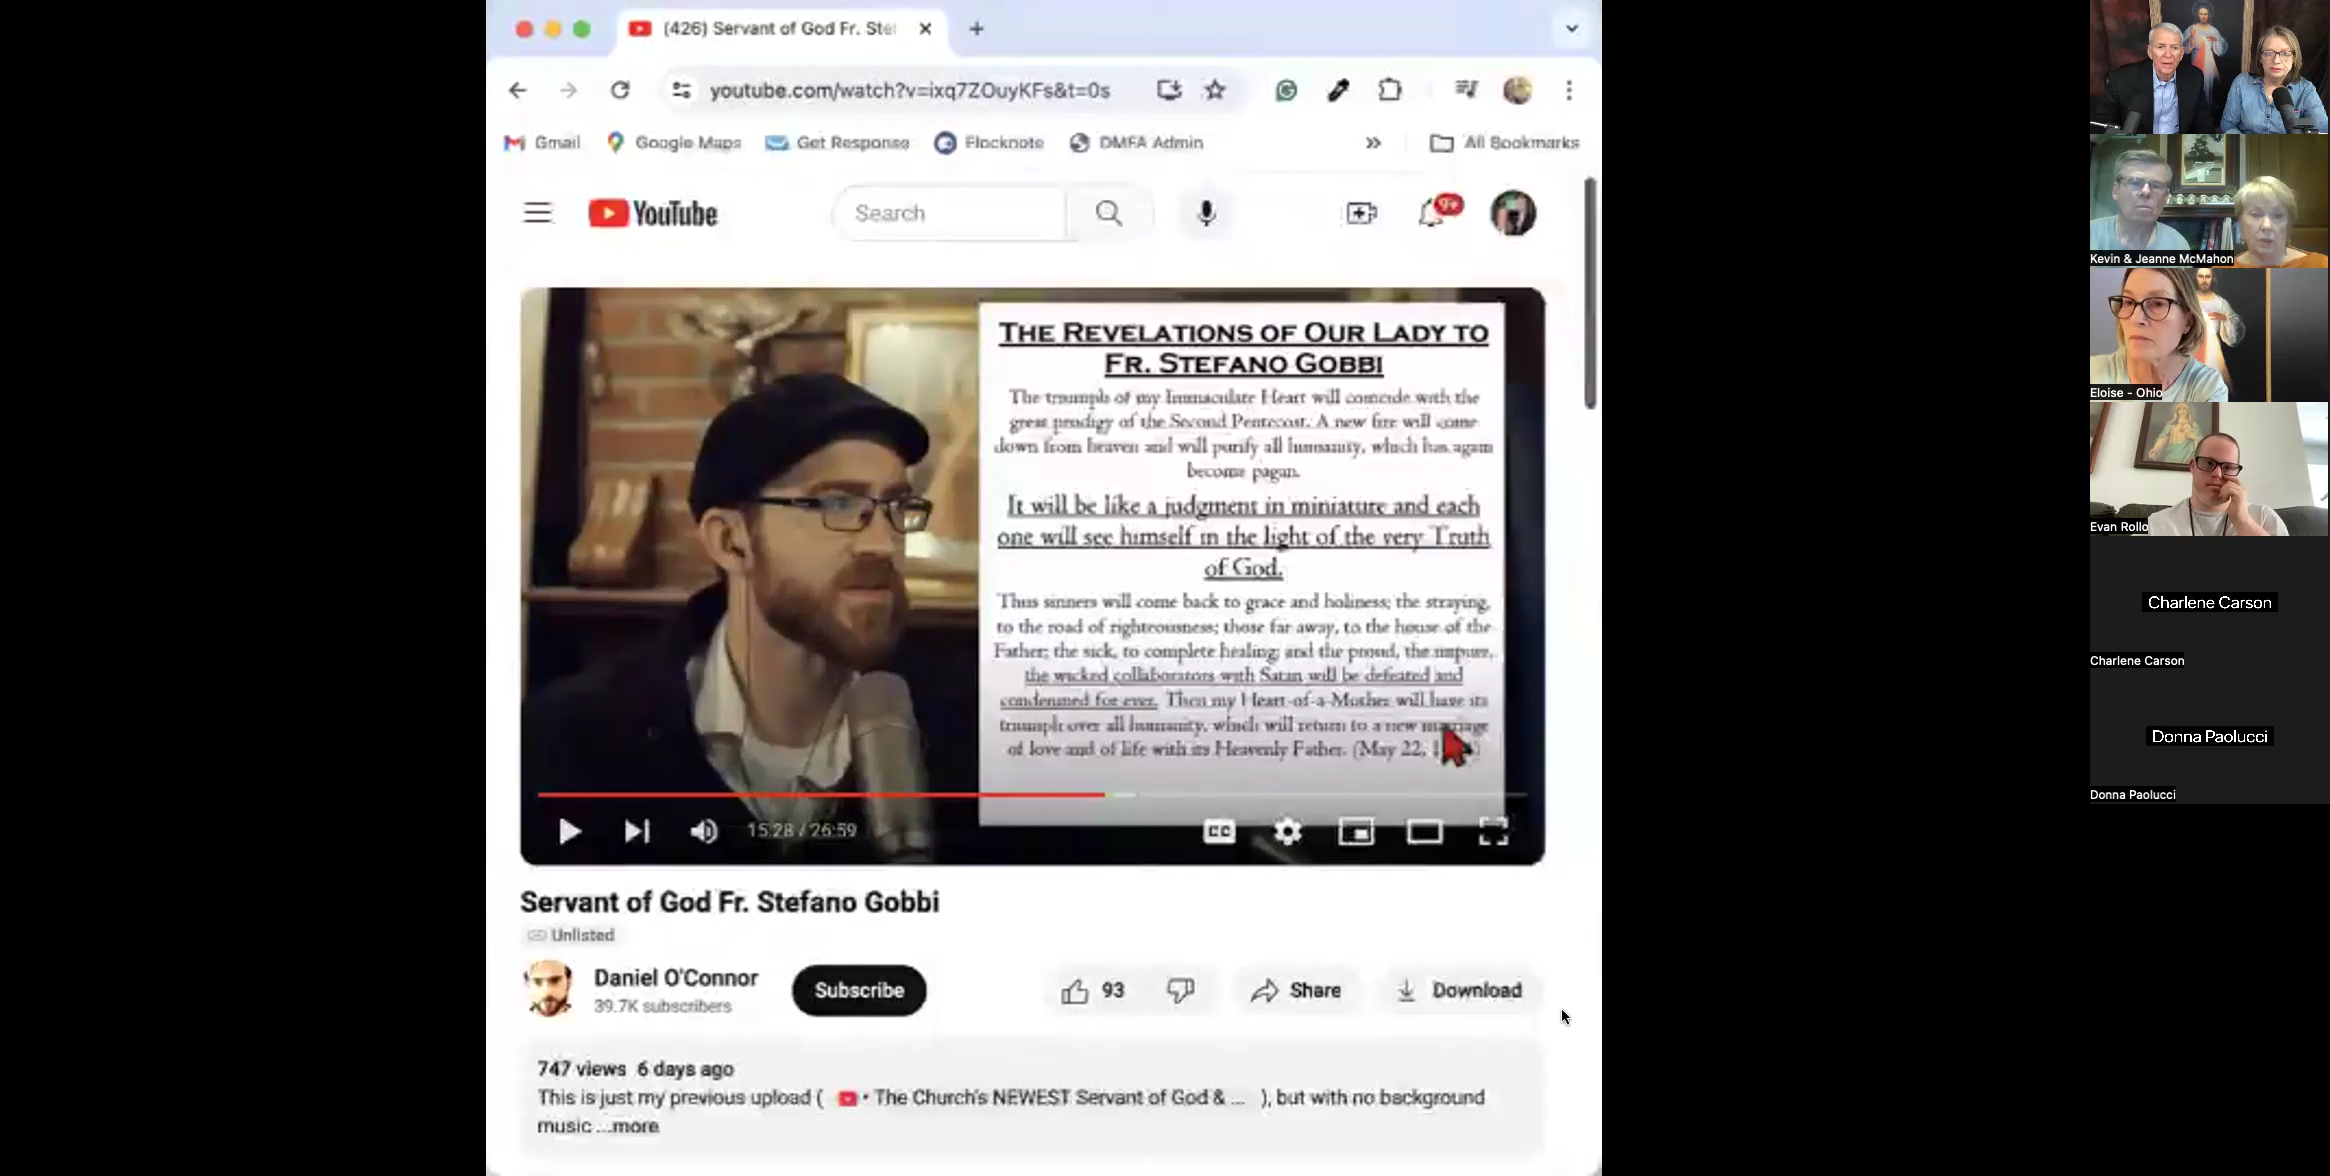 (426) Servant of God Fr. Ste
youtube.com/watch?v=ixq7ZOuyKFs&t=0s
Gmail
Google Maps
Get Response
Flocknote
DMFA Admin
All Bookmarks
YouTube
Search
9+
THE REVELATIONS OF OUR LADY TO
FR. STEFANO GOBBI
The triumph of my Immaculate Heart will coincide with the
great prodigy of the Second Pentecost. A new fire will come
down from heaven and will purify all humanity, which has again
become pagan.
It will be like a judgment in miniature and each
one will see himself in the light of the very Truth
of God.
Thus sinners will come back to grace and holiness; the straying,
to the road of righteousness; those far away, to the house of the
Father; the sick, to complete healing; and the proud, the impure,
the wicked collaborators with Satan will be defeated and
condemned for ever. Then my Heart-of-a-Mother will have its
triumph over all humanity, which will return to a new marriage
of love and of life with its Heavenly Father. (May 22,
15:28 / 26:59
CC
Servant of God Fr. Stefano Gobbi
Unlisted
Daniel O'Connor
39.7K subscribers
Subscribe
93
Share
Download
747 views 6 days ago
This is just my previous upload ( • The Church's NEWEST Servant of God & ... ), but with no background
music ...more
Kevin & Jeanne McMahon
Eloise - Ohio
Evan Rollo
Charlene Carson
Charlene Carson
Donna Paolucci
Donna Paolucci